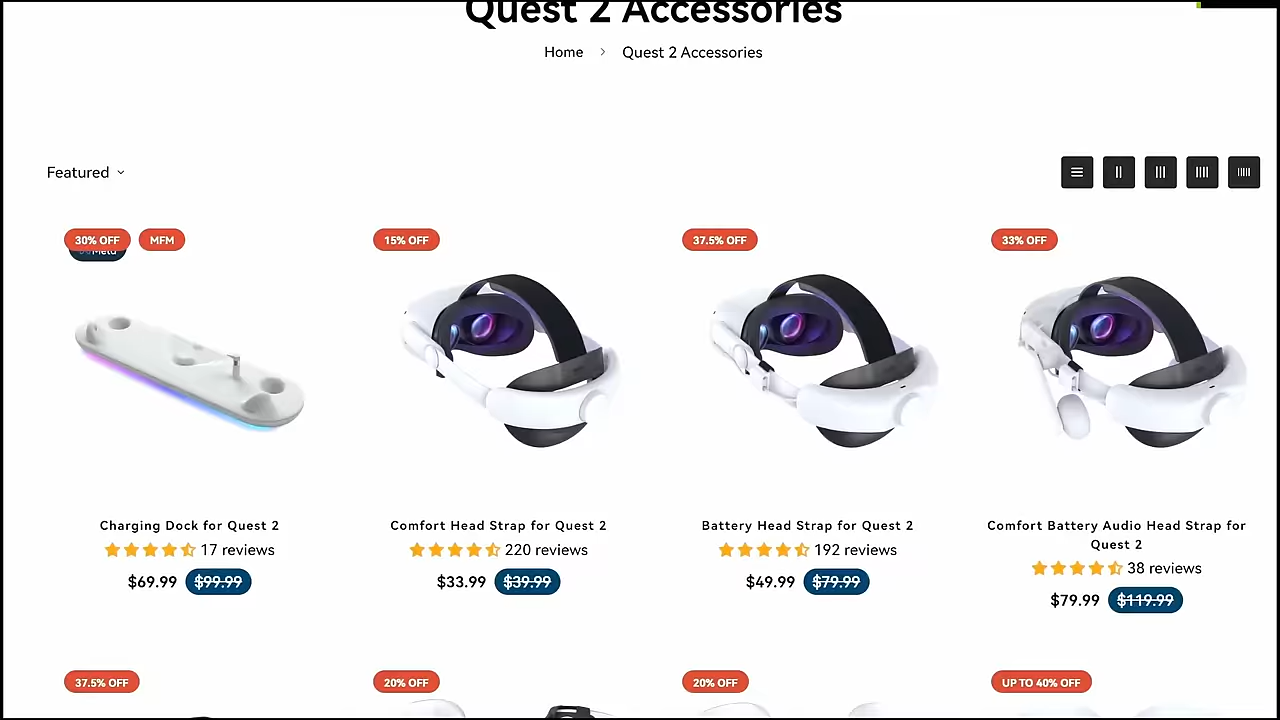 Quest 2 Accessories
Home > Quest 2 Accessories
Featured
30% OFF MFM
Meta
15% OFF
37.5% OFF
33% OFF
Charging Dock for Quest 2
17 reviews
$69.99 $99.99
Comfort Head Strap for Quest 2
220 reviews
$33.99 $39.99
Battery Head Strap for Quest 2
192 reviews
$49.99 $79.99
Comfort Battery Audio Head Strap for
Quest 2
38 reviews
$79.99 $119.99
37.5% OFF
20% OFF
20% OFF
UP TO 40% OFF